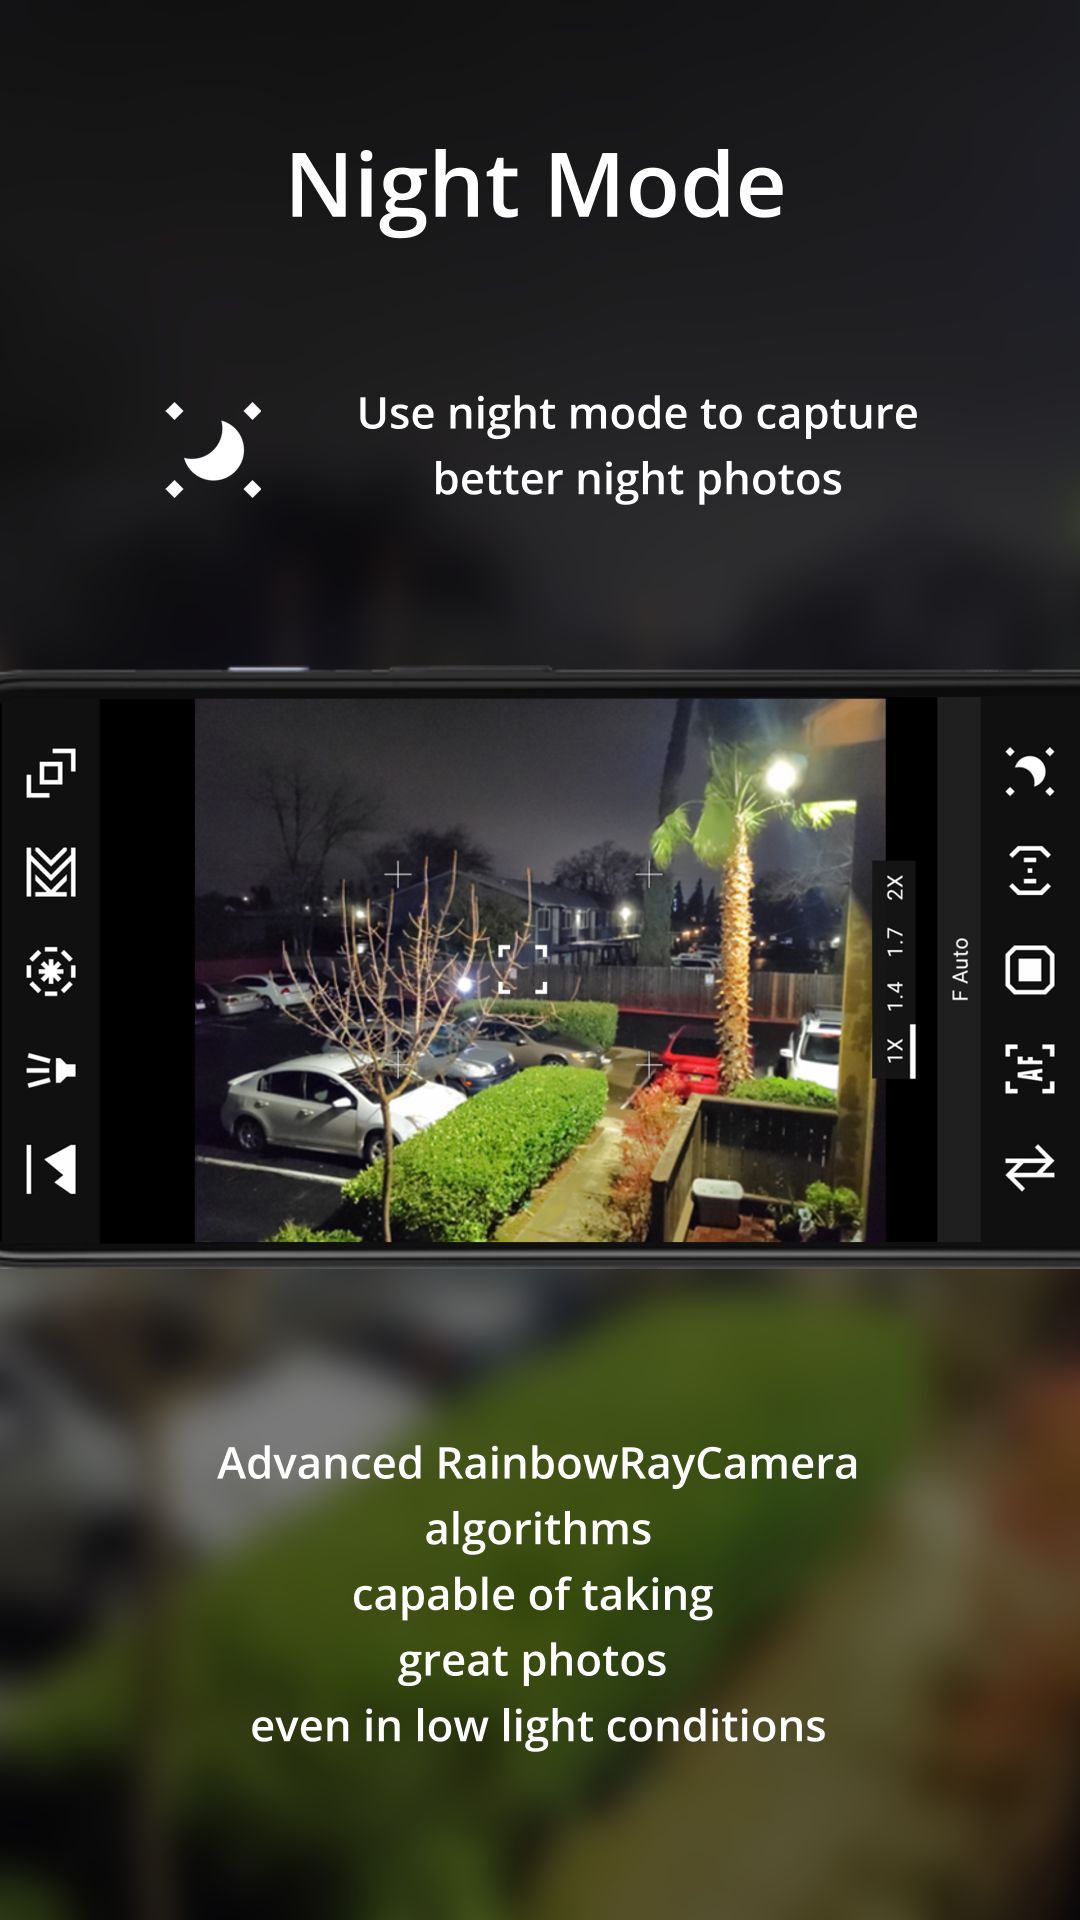 Night Mode
Use night mode to capture
better night photos
2X
1.7
1.4
1X
F Auto
AF
Advanced RainbowRayCamera
algorithms
capable of taking
great photos
even in low light conditions